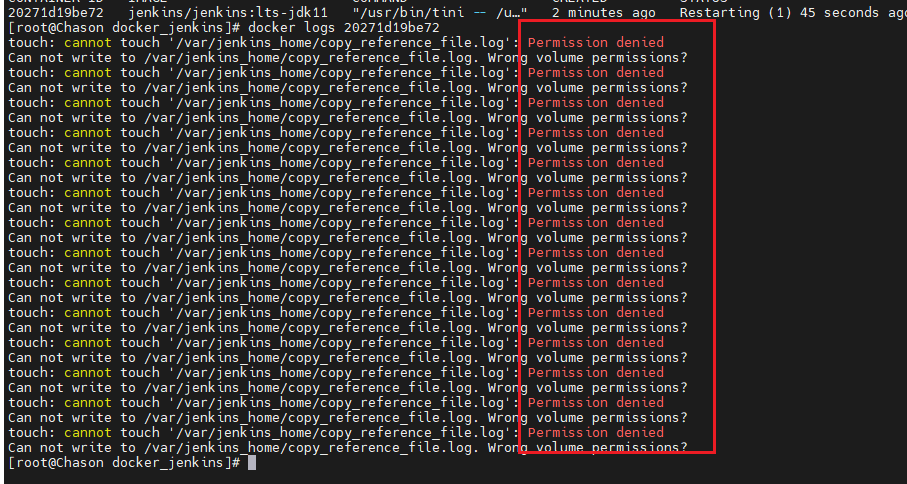 CONTAINER ID IMAGE COMMAND CREATED STATUS
20271d19be72 jenkins/jenkins:lts-jdk11 "/usr/bin/tini -- /u…" 2 minutes ago Restarting (1) 45 seconds ago
[root@Chason docker_jenkins]# docker logs 20271d19be72
touch: cannot touch '/var/jenkins_home/copy_reference_file.log': Permission denied
Can not write to /var/jenkins_home/copy_reference_file.log. Wrong volume permissions?
touch: cannot touch '/var/jenkins_home/copy_reference_file.log': Permission denied
Can not write to /var/jenkins_home/copy_reference_file.log. Wrong volume permissions?
touch: cannot touch '/var/jenkins_home/copy_reference_file.log': Permission denied
Can not write to /var/jenkins_home/copy_reference_file.log. Wrong volume permissions?
touch: cannot touch '/var/jenkins_home/copy_reference_file.log': Permission denied
Can not write to /var/jenkins_home/copy_reference_file.log. Wrong volume permissions?
touch: cannot touch '/var/jenkins_home/copy_reference_file.log': Permission denied
Can not write to /var/jenkins_home/copy_reference_file.log. Wrong volume permissions?
touch: cannot touch '/var/jenkins_home/copy_reference_file.log': Permission denied
Can not write to /var/jenkins_home/copy_reference_file.log. Wrong volume permissions?
touch: cannot touch '/var/jenkins_home/copy_reference_file.log': Permission denied
Can not write to /var/jenkins_home/copy_reference_file.log. Wrong volume permissions?
touch: cannot touch '/var/jenkins_home/copy_reference_file.log': Permission denied
Can not write to /var/jenkins_home/copy_reference_file.log. Wrong volume permissions?
touch: cannot touch '/var/jenkins_home/copy_reference_file.log': Permission denied
Can not write to /var/jenkins_home/copy_reference_file.log. Wrong volume permissions?
touch: cannot touch '/var/jenkins_home/copy_reference_file.log': Permission denied
Can not write to /var/jenkins_home/copy_reference_file.log. Wrong volume permissions?
touch: cannot touch '/var/jenkins_home/copy_reference_file.log': Permission denied
Can not write to /var/jenkins_home/copy_reference_file.log. Wrong volume permissions?
touch: cannot touch '/var/jenkins_home/copy_reference_file.log': Permission denied
Can not write to /var/jenkins_home/copy_reference_file.log. Wrong volume permissions?
touch: cannot touch '/var/jenkins_home/copy_reference_file.log': Permission denied
Can not write to /var/jenkins_home/copy_reference_file.log. Wrong volume permissions?
touch: cannot touch '/var/jenkins_home/copy_reference_file.log': Permission denied
Can not write to /var/jenkins_home/copy_reference_file.log. Wrong volume permissions?
[root@Chason docker_jenkins]#